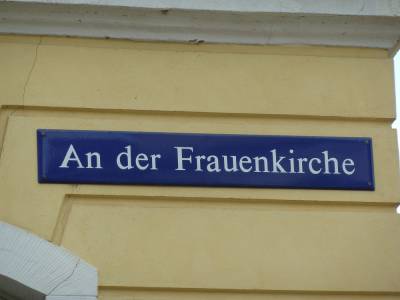 An der Frauenkirche